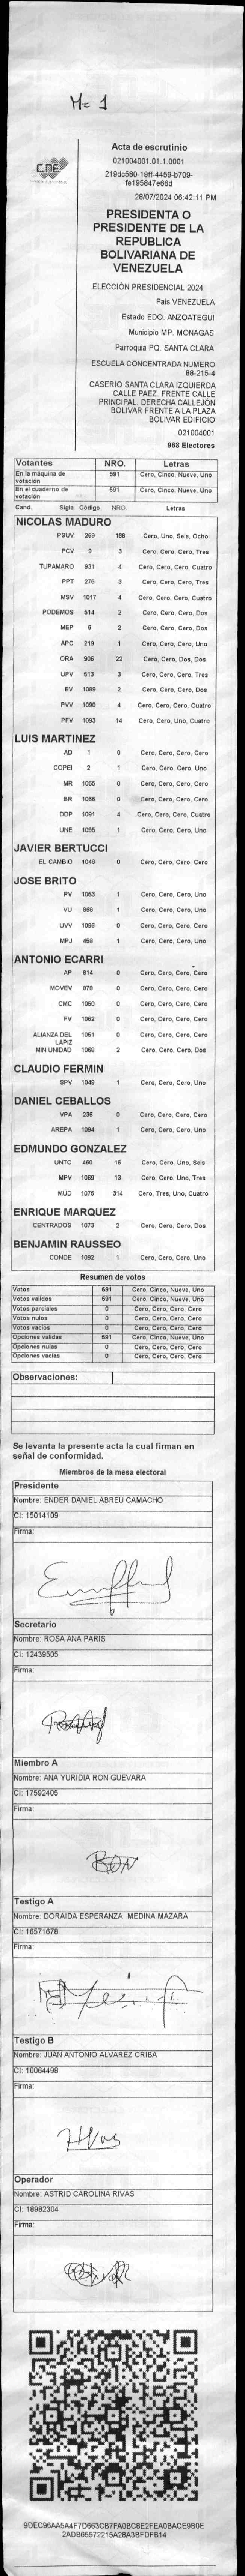 M= 1
CNE
Acta de escrutinio
021004001.01.1.0001
219dc580-18ff-4459-b709-
fe195847e66d
28/07/2024 06:42:11 PM
PRESIDENTA O
PRESIDENTE DE LA
REPUBLICA
BOLIVARIANA DE
VENEZUELA
ELECCIÓN PRESIDENCIAL 2024
Pais VENEZUELA
Estado EDO. ANZOATEGUI
Municipio MP. MONAGAS
Parroquia PQ. SANTA CLARA
ESCUELA CONCENTRADA NUMERO
88-215-4
CASERIO SANTA CLARA IZQUIERDA
CALLE PAEZ. FRENTE CALLE
PRINCIPAL. DERECHA CALLEJÓN
BOLIVAR FRENTE A LA PLAZA
BOLIVAR EDIFICIO
021004001
968 Electores
Votantes NRO. Letras
En la máquina de votación 591 Cero, Cinco, Nueve, Uno
En el cuaderno de votación 591 Cero, Cinco, Nueve, Uno
Cand. Sigla Código NRO. Letras
NICOLAS MADURO
PSUV 269 168 Cero, Uno, Seis, Ocho
PCV 9 3 Cero, Cero, Cero, Tres
TUPAMARO 931 4 Cero, Cero, Cero, Cuatro
PPT 276 3 Cero, Cero, Cero, Tres
MSV 1017 4 Cero, Cero, Cero, Cuatro
PODEMOS 514 2 Cero, Cero, Cero, Dos
MEP 6 2 Cero, Cero, Cero, Dos
APC 219 1 Cero, Cero, Cero, Uno
ORA 906 22 Cero, Cero, Dos, Dos
UPV 513 3 Cero, Cero, Cero, Tres
EV 1089 2 Cero, Cero, Cero, Dos
PVV 1090 4 Cero, Cero, Cero, Cuatro
PFV 1093 14 Cero, Cero, Uno, Cuatro
LUIS MARTINEZ
AD 1 0 Cero, Cero, Cero, Cero
COPEI 2 1 Cero, Cero, Cero, Uno
MR 1065 0 Cero, Cero, Cero, Cero
BR 1066 0 Cero, Cero, Cero, Cero
DDP 1091 4 Cero, Cero, Cero, Cuatro
UNE 1095 1 Cero, Cero, Cero, Uno
JAVIER BERTUCCI
EL CAMBIO 1048 0 Cero, Cero, Cero, Cero
JOSE BRITO
PV 1053 1 Cero, Cero, Cero, Uno
VU 868 1 Cero, Cero, Cero, Uno
UVV 1096 0 Cero, Cero, Cero, Cero
MPJ 458 1 Cero, Cero, Cero, Uno
ANTONIO ECARRI
AP 814 0 Cero, Cero, Cero, Cero
MOVEV 979 0 Cero, Cero, Cero, Cero
CMC 1050 0 Cero, Cero, Cero, Cero
FV 1062 0 Cero, Cero, Cero, Cero
ALIANZA DEL LAPIZ 1051 0 Cero, Cero, Cero, Cero
MIN UNIDAD 1068 2 Cero, Cero, Cero, Dos
CLAUDIO FERMIN
SPV 1049 1 Cero, Cero, Cero, Uno
DANIEL CEBALLOS
VPA 236 0 Cero, Cero, Cero, Cero
AREPA 1094 1 Cero, Cero, Cero, Uno
EDMUNDO GONZALEZ
UNTC 460 16 Cero, Cero, Uno, Seis
MPV 1069 13 Cero, Cero, Uno, Tres
MUD 1075 314 Cero, Tres, Uno, Cuatro
ENRIQUE MARQUEZ
CENTRADOS 1073 2 Cero, Cero, Cero, Dos
BENJAMIN RAUSSEO
CONDE 1092 1 Cero, Cero, Cero, Uno
Resumen de votos
Votos 591 Cero, Cinco, Nueve, Uno
Votos validos 591 Cero, Cinco, Nueve, Uno
Votos parciales 0 Cero, Cero, Cero, Cero
Votos nulos 0 Cero, Cero, Cero, Cero
Votos vacios 0 Cero, Cero, Cero, Cero
Opciones validas 591 Cero, Cinco, Nueve, Uno
Opciones nulas 0 Cero, Cero, Cero, Cero
Opciones vacias 0 Cero, Cero, Cero, Cero
Observaciones:
Se levanta la presente acta la cual firman en
señal de conformidad.
Miembros de la mesa electoral
Presidente
Nombre: ENDER DANIEL ABREU CAMACHO
CI: 15014109
Firma:
Secretario
Nombre: ROSA ANA PARIS
CI: 12439505
Firma:
Miembro A
Nombre: ANA YURIDIA RON GUEVARA
CI: 17592405
Firma:
Testigo A
Nombre: DORAIDA ESPERANZA MEDINA MAZARA
CI: 16571678
Firma:
Testigo B
Nombre: JUAN ANTONIO ALVAREZ CRIBA
CI: 10064498
Firma:
Operador
Nombre: ASTRID CAROLINA RIVAS
CI: 18982304
Firma:
9DEC96AA5A4F7D663CB7FA0BC8E2FEA0BACE9B0E
2ADB65572215A28A3BFDFB14